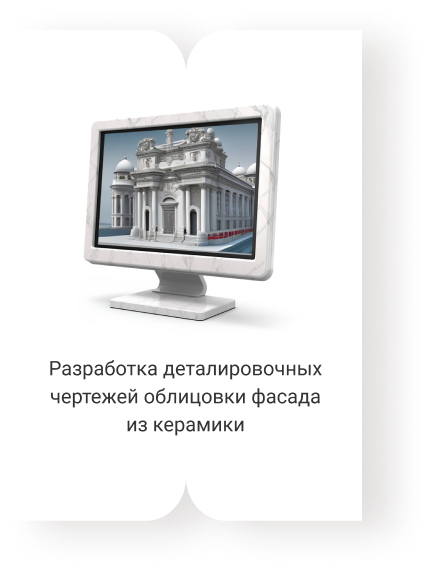 Разработка деталировочных
чертежей облицовки фасада
из керамики